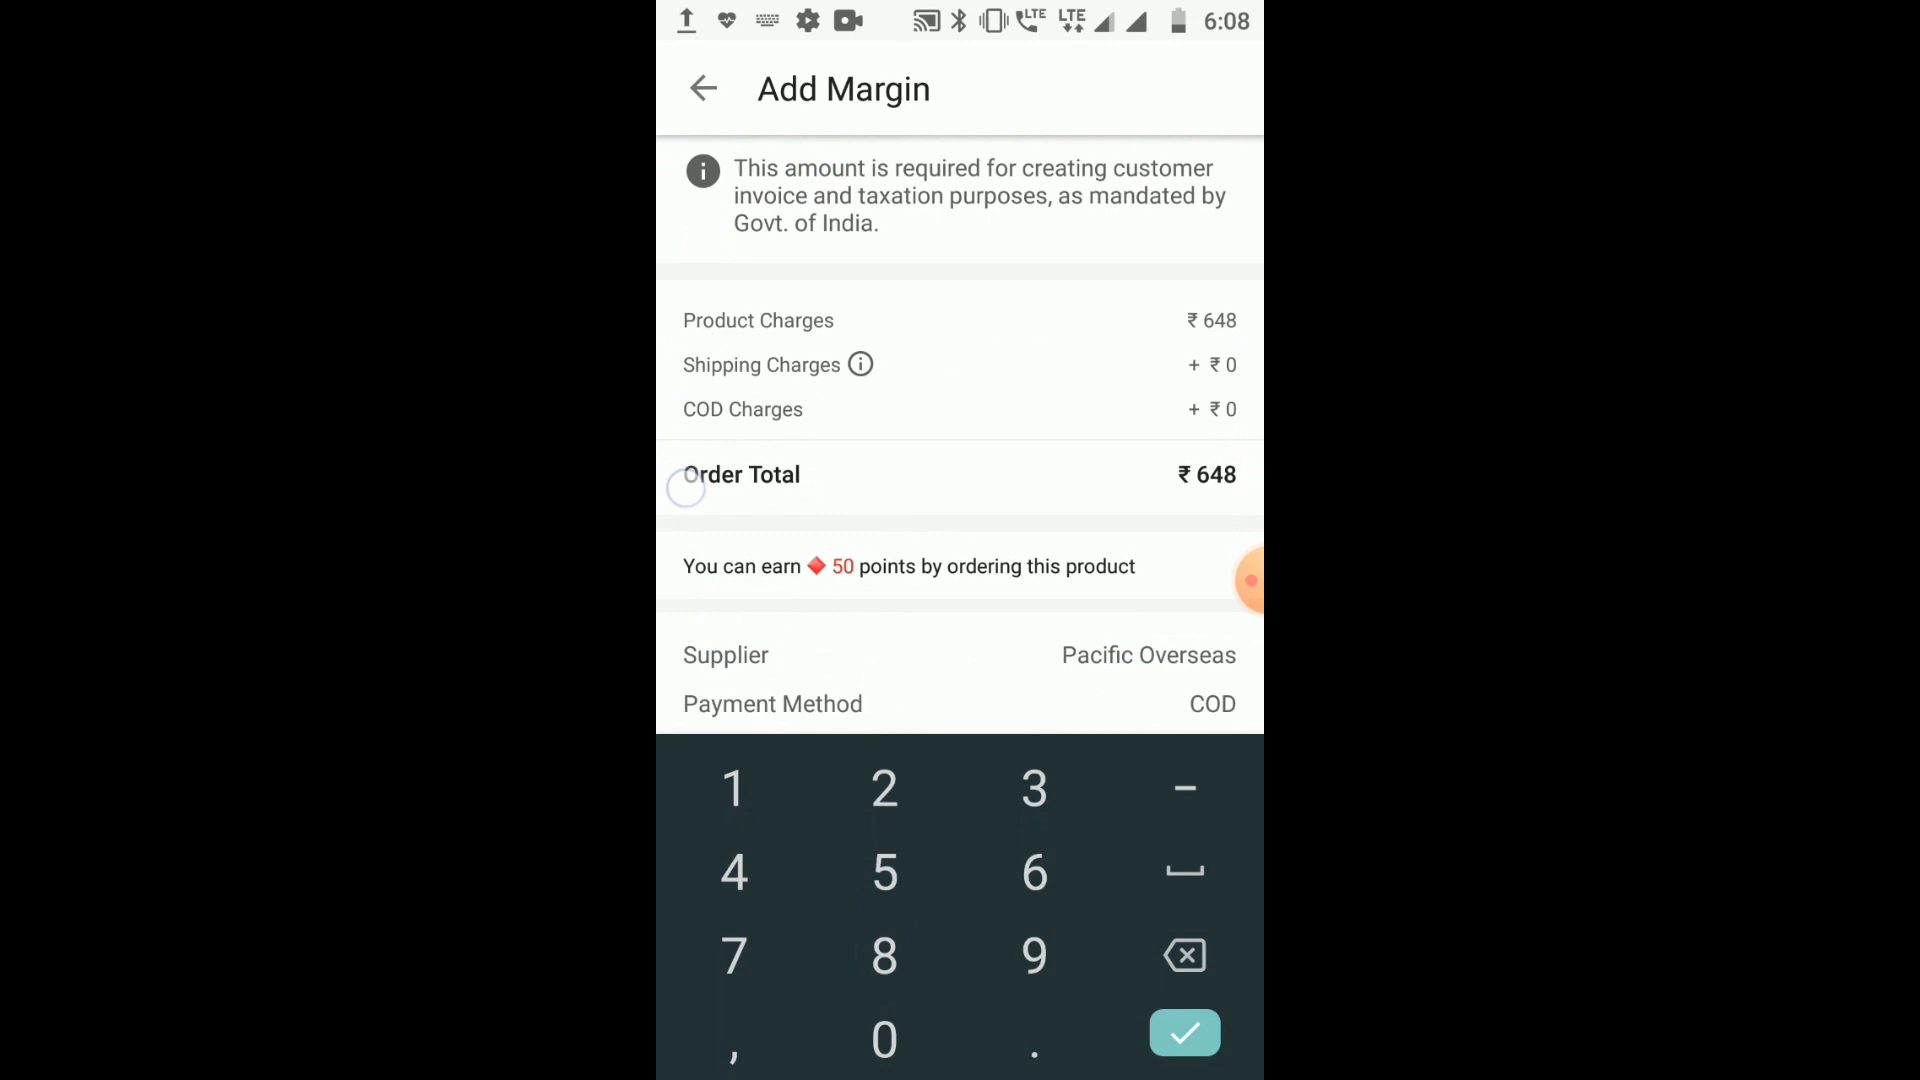 LTE LTE 6:08
Add Margin
This amount is required for creating customer
invoice and taxation purposes, as mandated by
Govt. of India.
Product Charges ₹ 648
Shipping Charges + ₹ 0
COD Charges + ₹ 0
Order Total ₹ 648
You can earn 50 points by ordering this product
Supplier Pacific Overseas
Payment Method COD
1 2 3 -
4 5 6
7 8 9
, 0 .